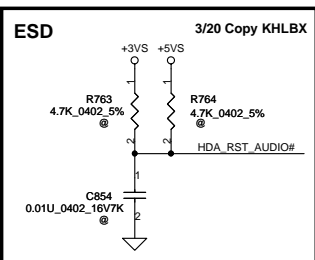 ESD
3/20 Copy KHLBX
+3VS
+5VS
1
1
R763
4.7K_0402_5%
@
R764
4.7K_0402_5%
@
2
2
HDA_RST_AUDIO#
1
C854
0.01U_0402_16V7K
@
2